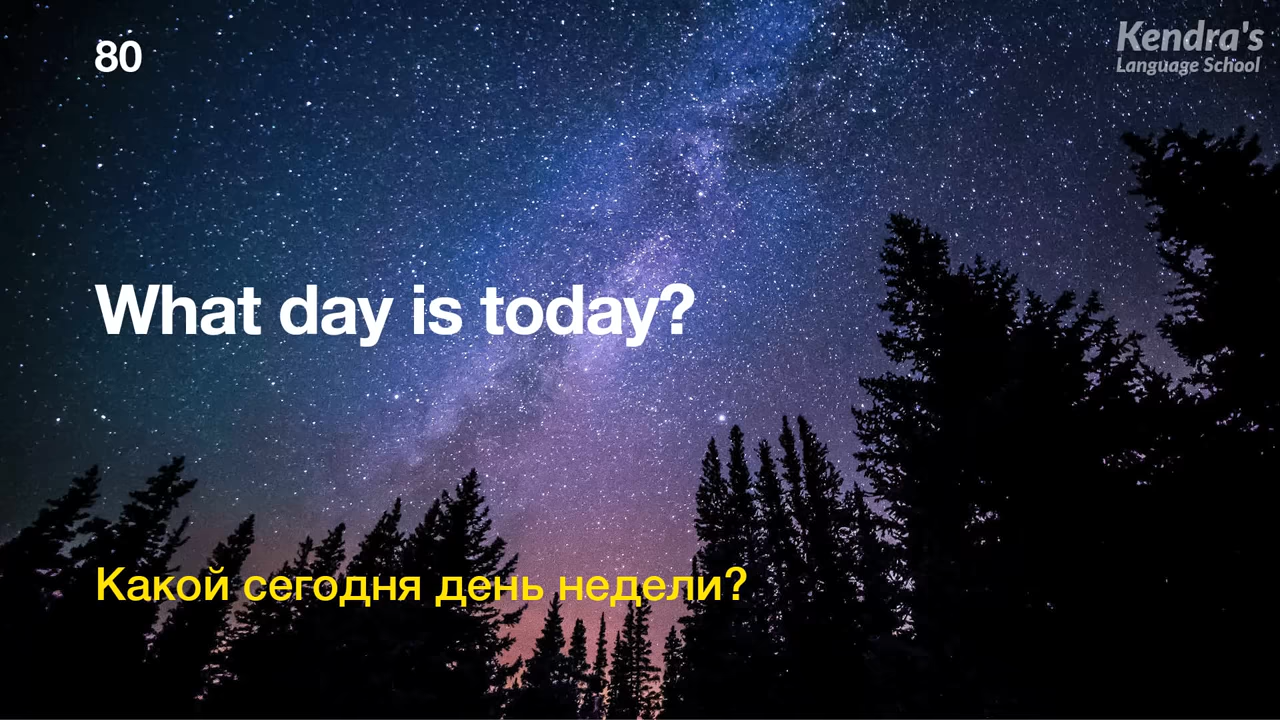 80
Kendra's
Language School
What day is today?
Какой сегодня день недели?